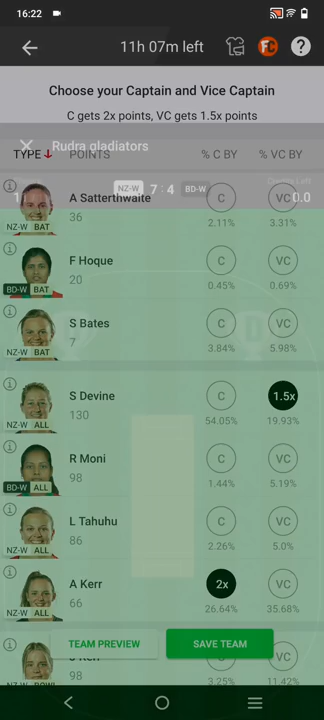 16:22
11h 07m left
FC
?
Choose your Captain and Vice Captain
C gets 2x points, VC gets 1.5x points
Rudra gladiators
TYPE POINTS % C BY % VC BY
NZ-W 7 : 4 BD-W
0.0
A Satterthwaite
36
C VC
2.11% 3.31%
NZ-W BAT
F Hoque
20
C VC
0.45% 0.69%
BD-W BAT
S Bates
7
C VC
3.84% 5.98%
NZ-W BAT
S Devine
130
C 1.5x
54.05% 19.93%
NZ-W ALL
R Moni
98
C VC
1.44% 5.19%
BD-W ALL
L Tahuhu
86
C VC
2.26% 5.0%
NZ-W ALL
A Kerr
66
2x VC
26.64% 35.68%
NZ-W ALL
TEAM PREVIEW SAVE TEAM
98
3.25% 11.42%
NZ-W BOWL